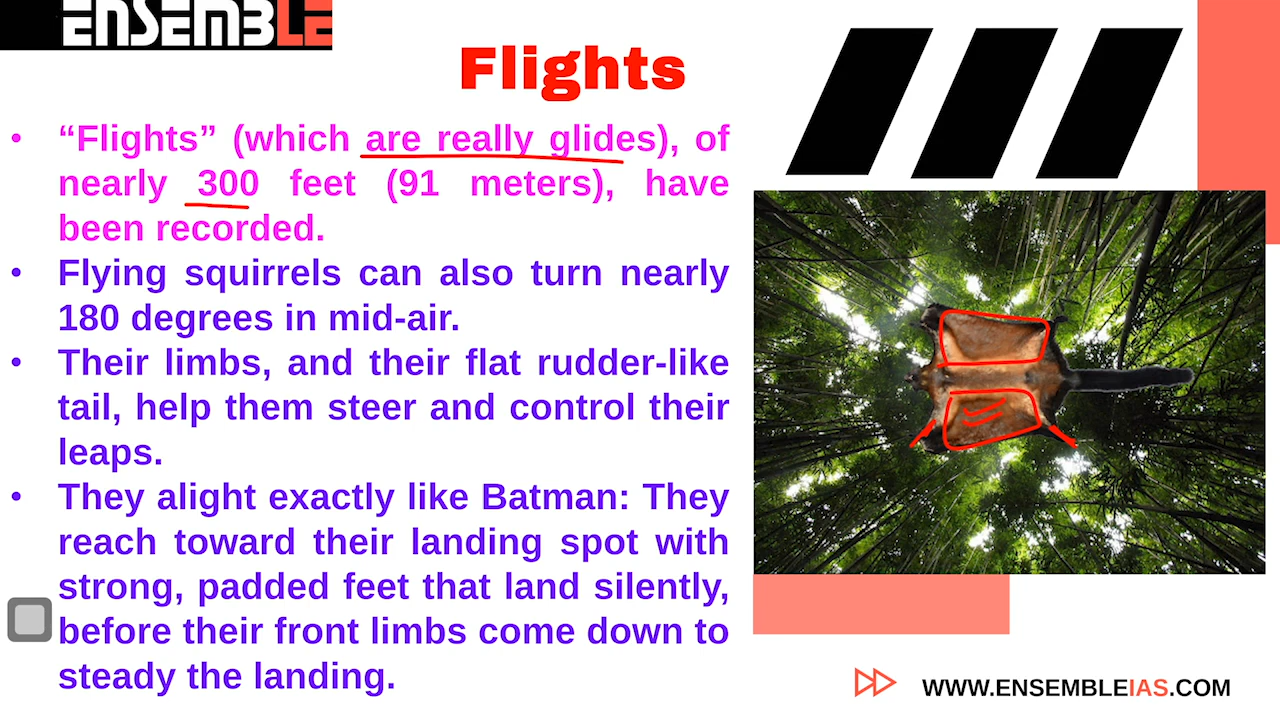 ENSEMBLE
Flights
• “Flights” (which are really glides), of
nearly 300 feet (91 meters), have
been recorded.
• Flying squirrels can also turn nearly
180 degrees in mid-air.
• Their limbs, and their flat rudder-like
tail, help them steer and control their
leaps.
• They alight exactly like Batman: They
reach toward their landing spot with
strong, padded feet that land silently,
before their front limbs come down to
steady the landing.
WWW.ENSEMBLEIAS.COM